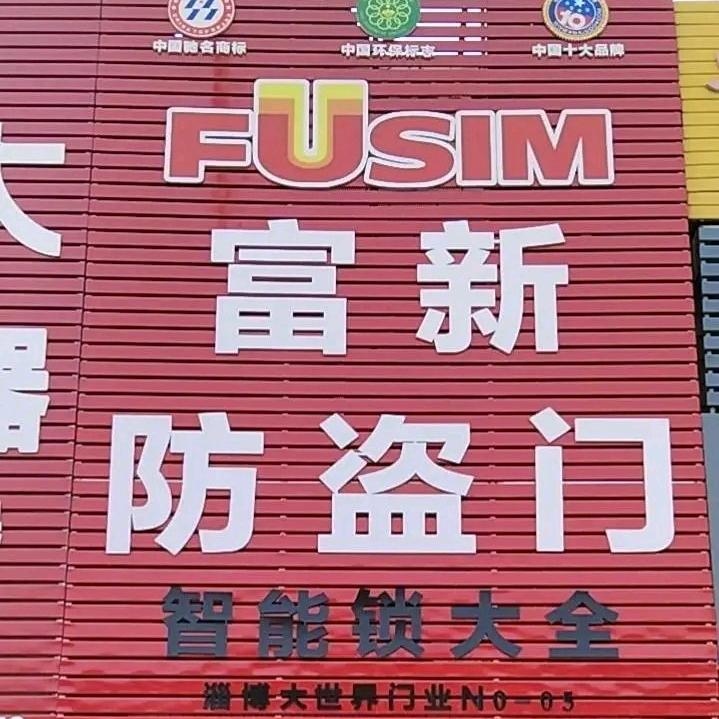 中国驰名商标 中国环保标志 中国十大品牌
FUSIM
富新
防盗门
智能锁大全
淄博大世界门业N0-05
大
器